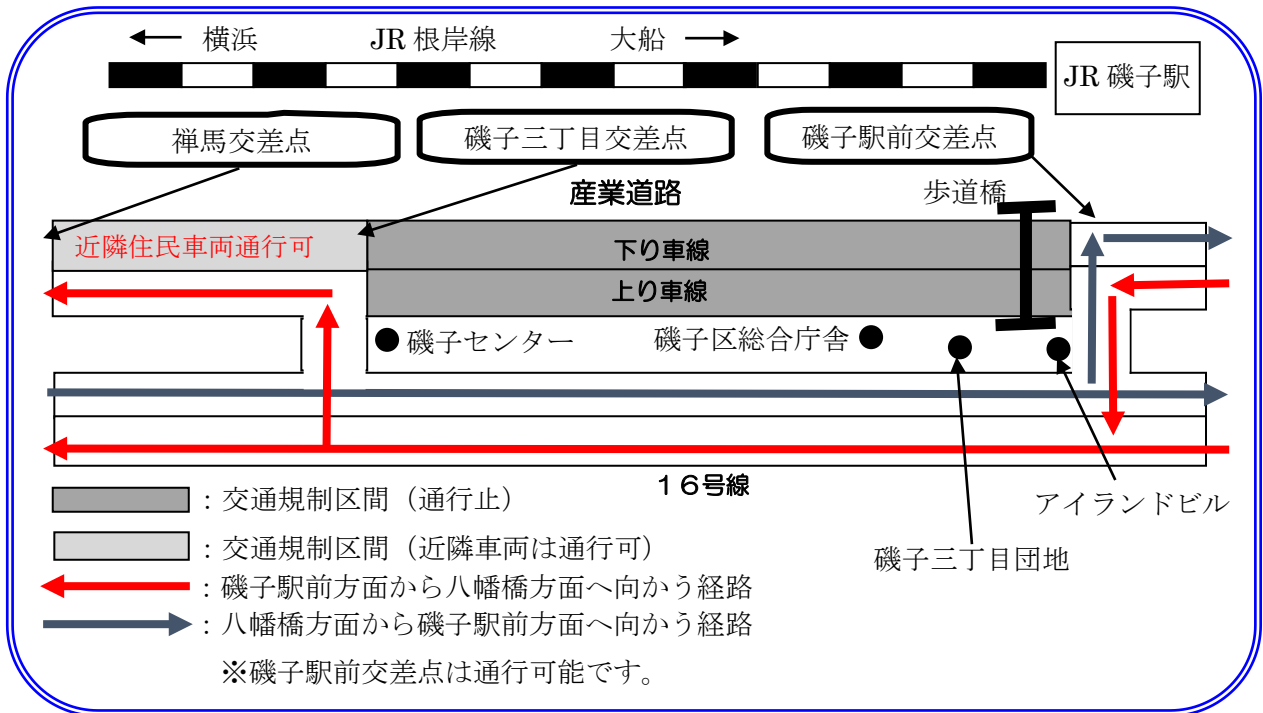 横浜
JR 根岸線
大船
JR 磯子駅
禅馬交差点
磯子三丁目交差点
磯子駅前交差点
産業道路
歩道橋
近隣住民車両通行可
下り車線
上り車線
磯子センター
磯子区総合庁舎
16号線
アイランドビル
磯子三丁目団地
：交通規制区間（通行止）
：交通規制区間（近隣車両は通行可）
：磯子駅前方面から八幡橋方面へ向かう経路
：八幡橋方面から磯子駅前方面へ向かう経路
※磯子駅前交差点は通行可能です。